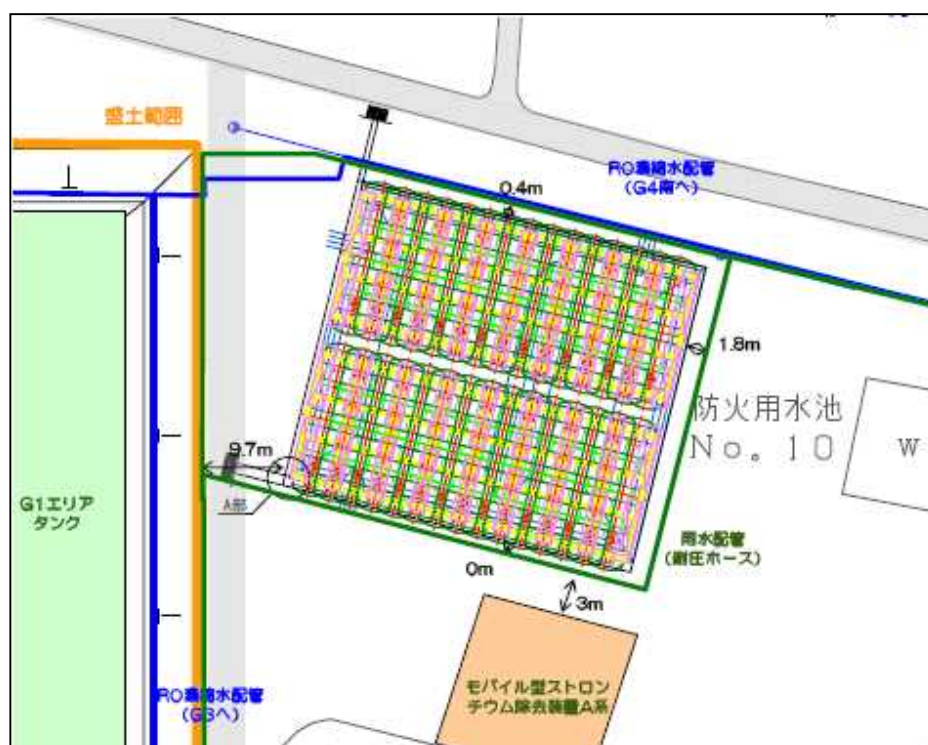 盛土範囲
RO濃縮水配管
(G4南へ)
0.4m
1.8m
防火用水池
No。10
W
9.7m
A部
G1エリア
タンク
雨水配管
(耐圧ホース)
0m
3m
モバイル型ストロン
チウム除去装置A系
RO濃縮水配管
(G6へ)